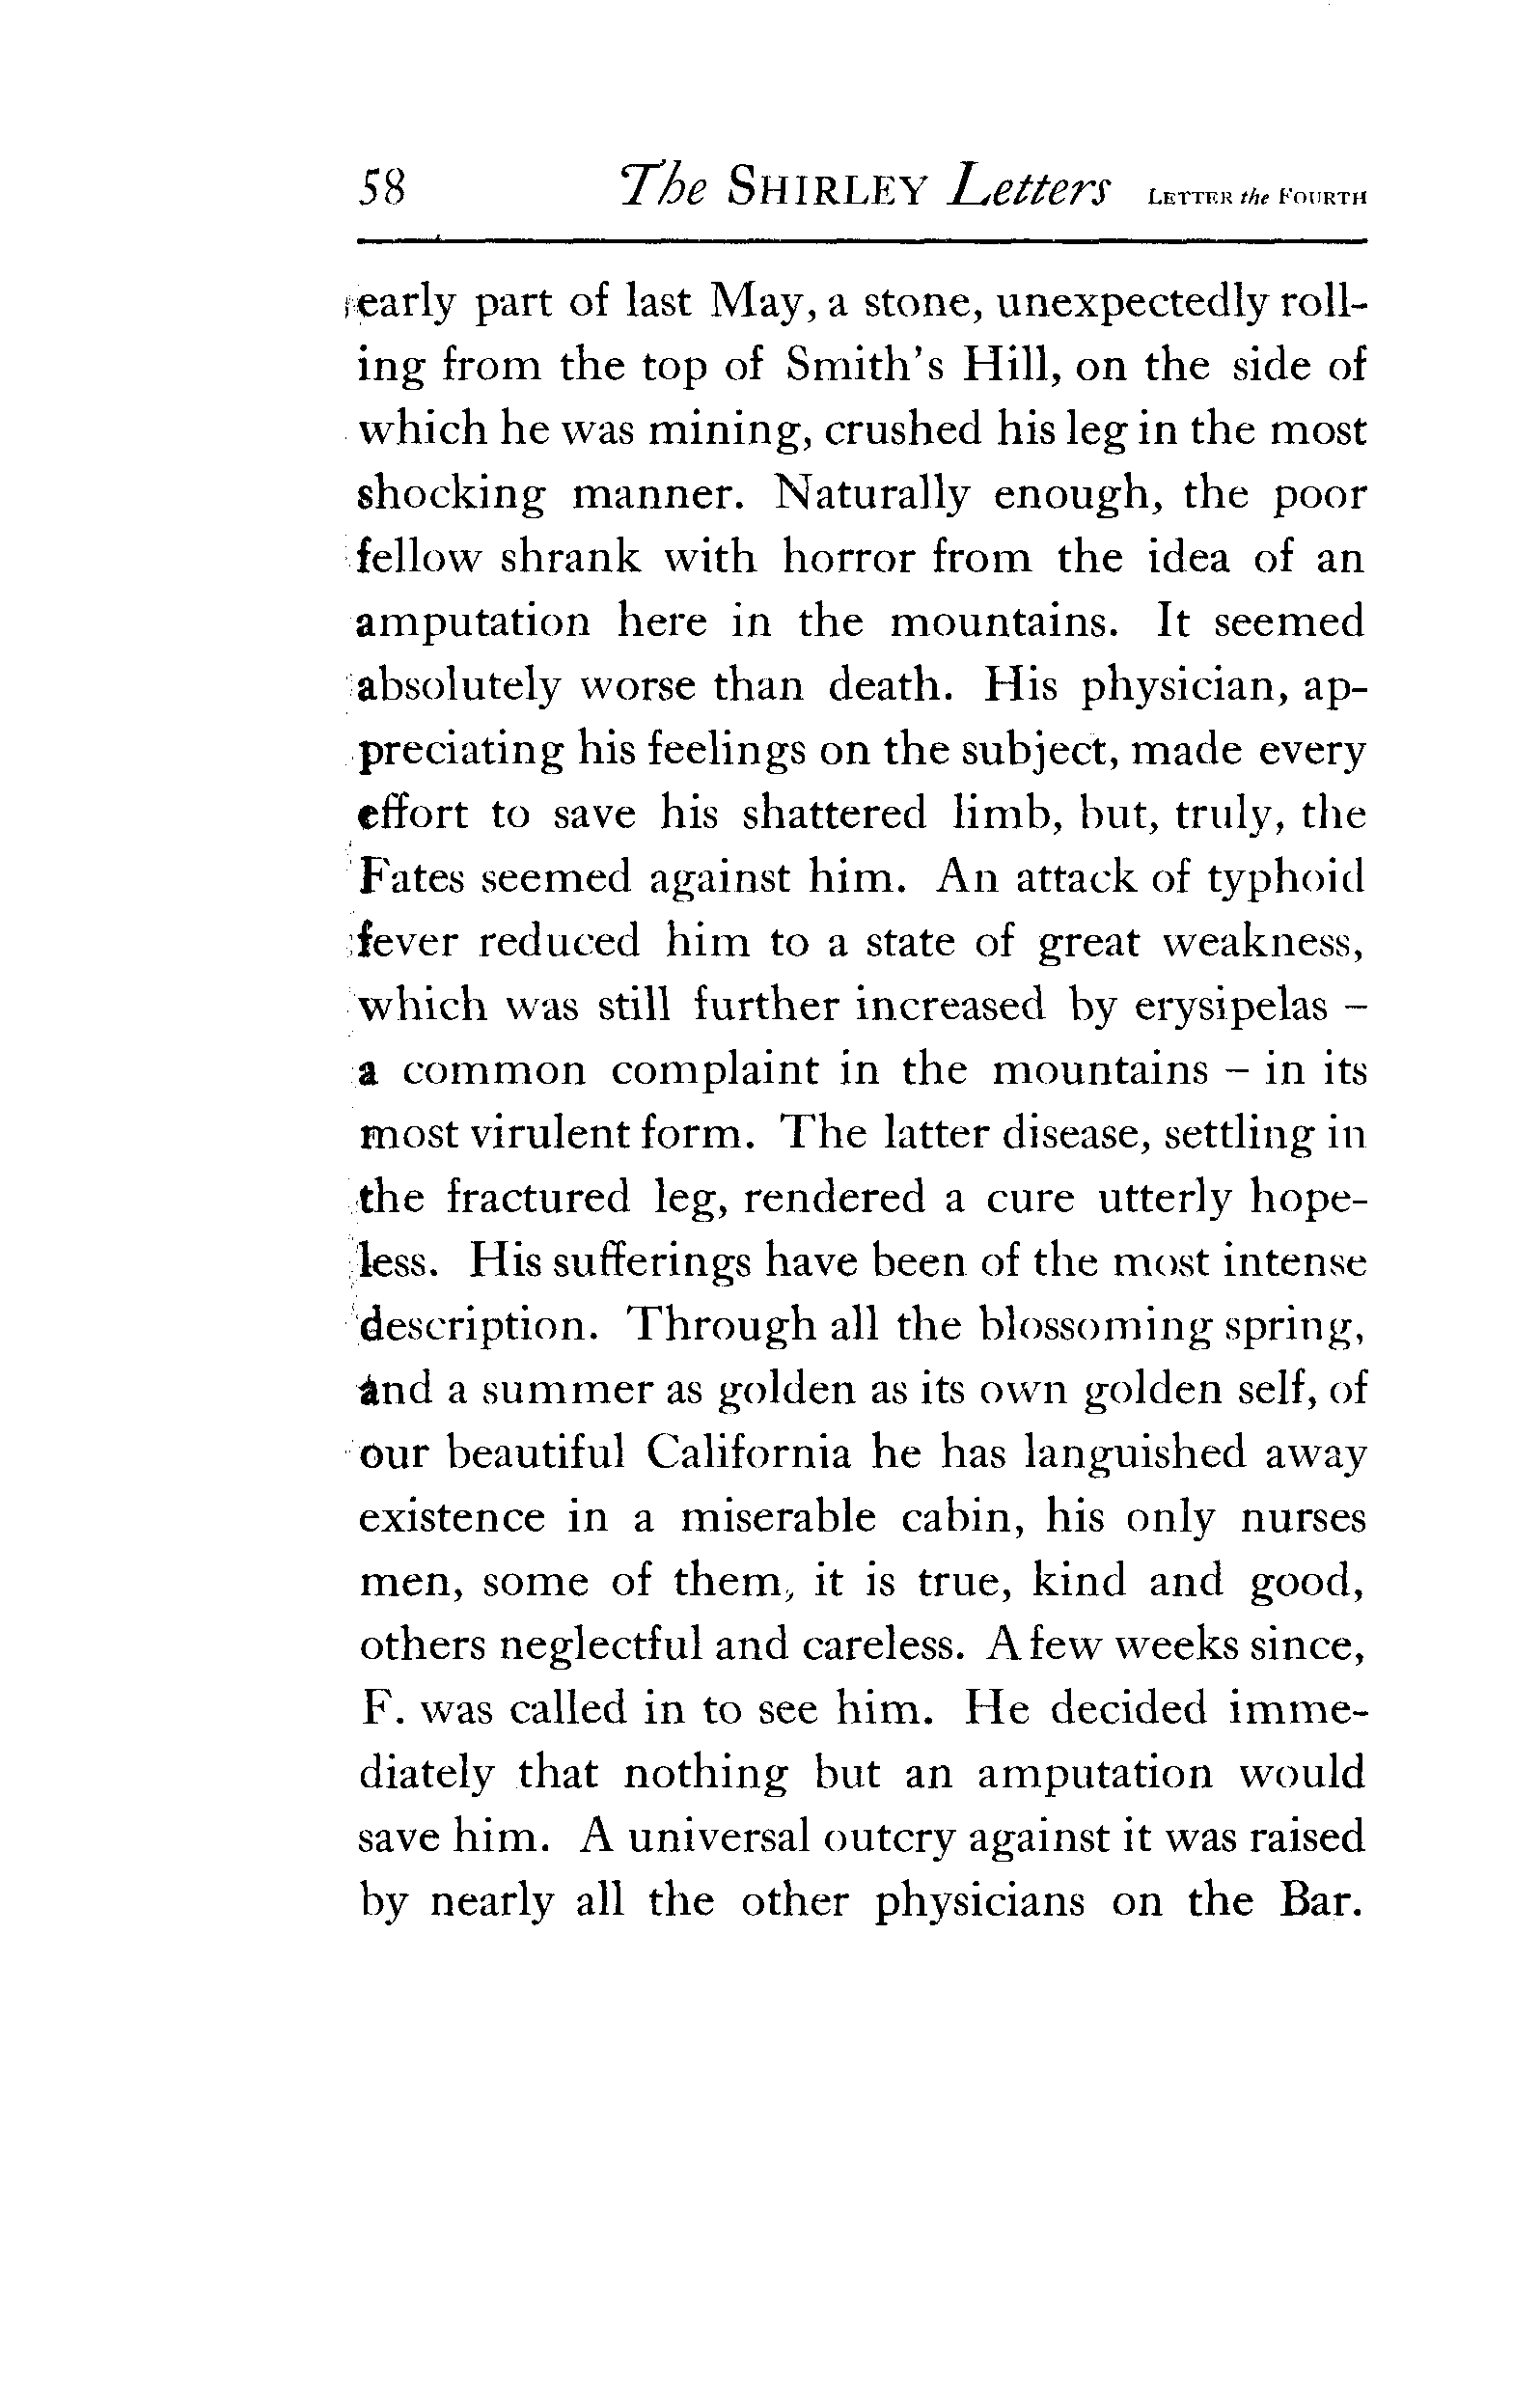 58 The SHIRLEY Letters LETTER the FOURTH
early part of last May, a stone, unexpectedly roll-
ing from the top of Smith's Hill, on the side of
which he was mining, crushed his leg in the most
shocking manner. Naturally enough, the poor
fellow shrank with horror from the idea of an
amputation here in the mountains. It seemed
absolutely worse than death. His physician, ap-
preciating his feelings on the subject, made every
effort to save his shattered limb, but, truly, the
Fates seemed against him. An attack of typhoid
fever reduced him to a state of great weakness,
which was still further increased by erysipelas –
a common complaint in the mountains – in its
most virulent form. The latter disease, settling in
the fractured leg, rendered a cure utterly hope-
less. His sufferings have been of the most intense
description. Through all the blossoming spring,
and a summer as golden as its own golden self, of
our beautiful California he has languished away
existence in a miserable cabin, his only nurses
men, some of them, it is true, kind and good,
others neglectful and careless. A few weeks since,
F. was called in to see him. He decided imme-
diately that nothing but an amputation would
save him. A universal outcry against it was raised
by nearly all the other physicians on the Bar.